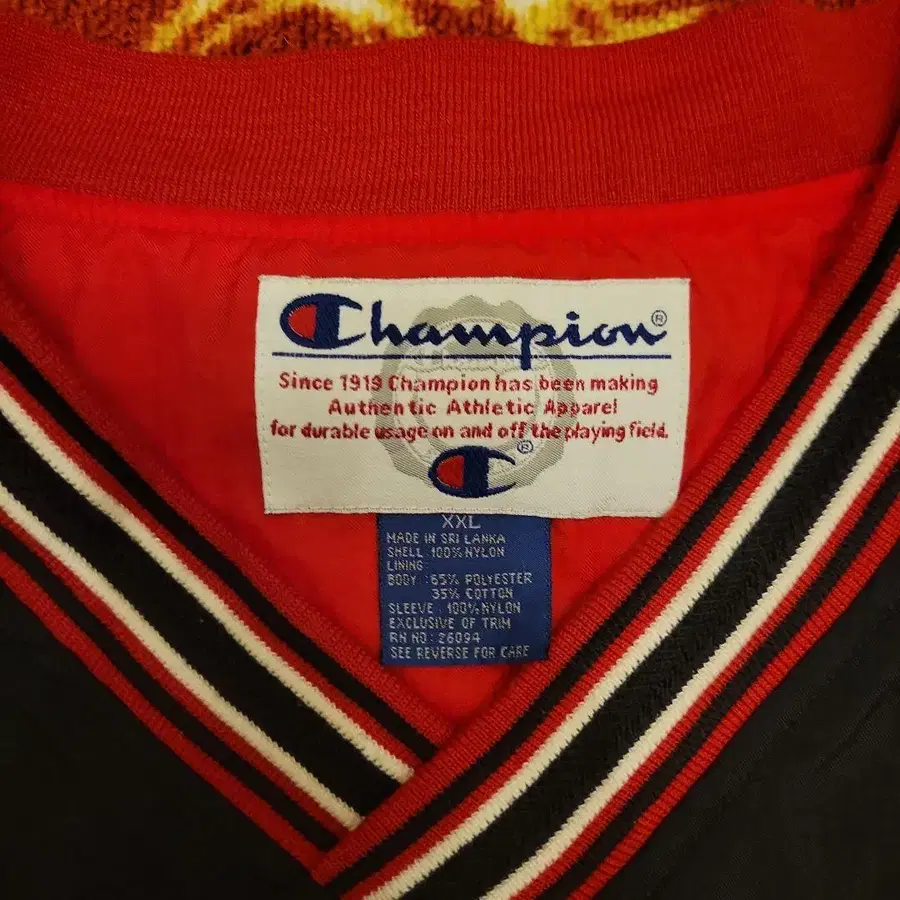 Champion®
Since 1919 Champion has been making
Authentic Athletic Apparel
for durable usage on and off the playing field.
®
XXL
MADE IN SRI LANKA
SHELL 100% NYLON
LINING
BODY : 65% POLYESTER
35% COTTON
SLEEVE - 100% NYLON
EXCLUSIVE OF TRIM
RN NO: 26094
SEE REVERSE FOR CARE